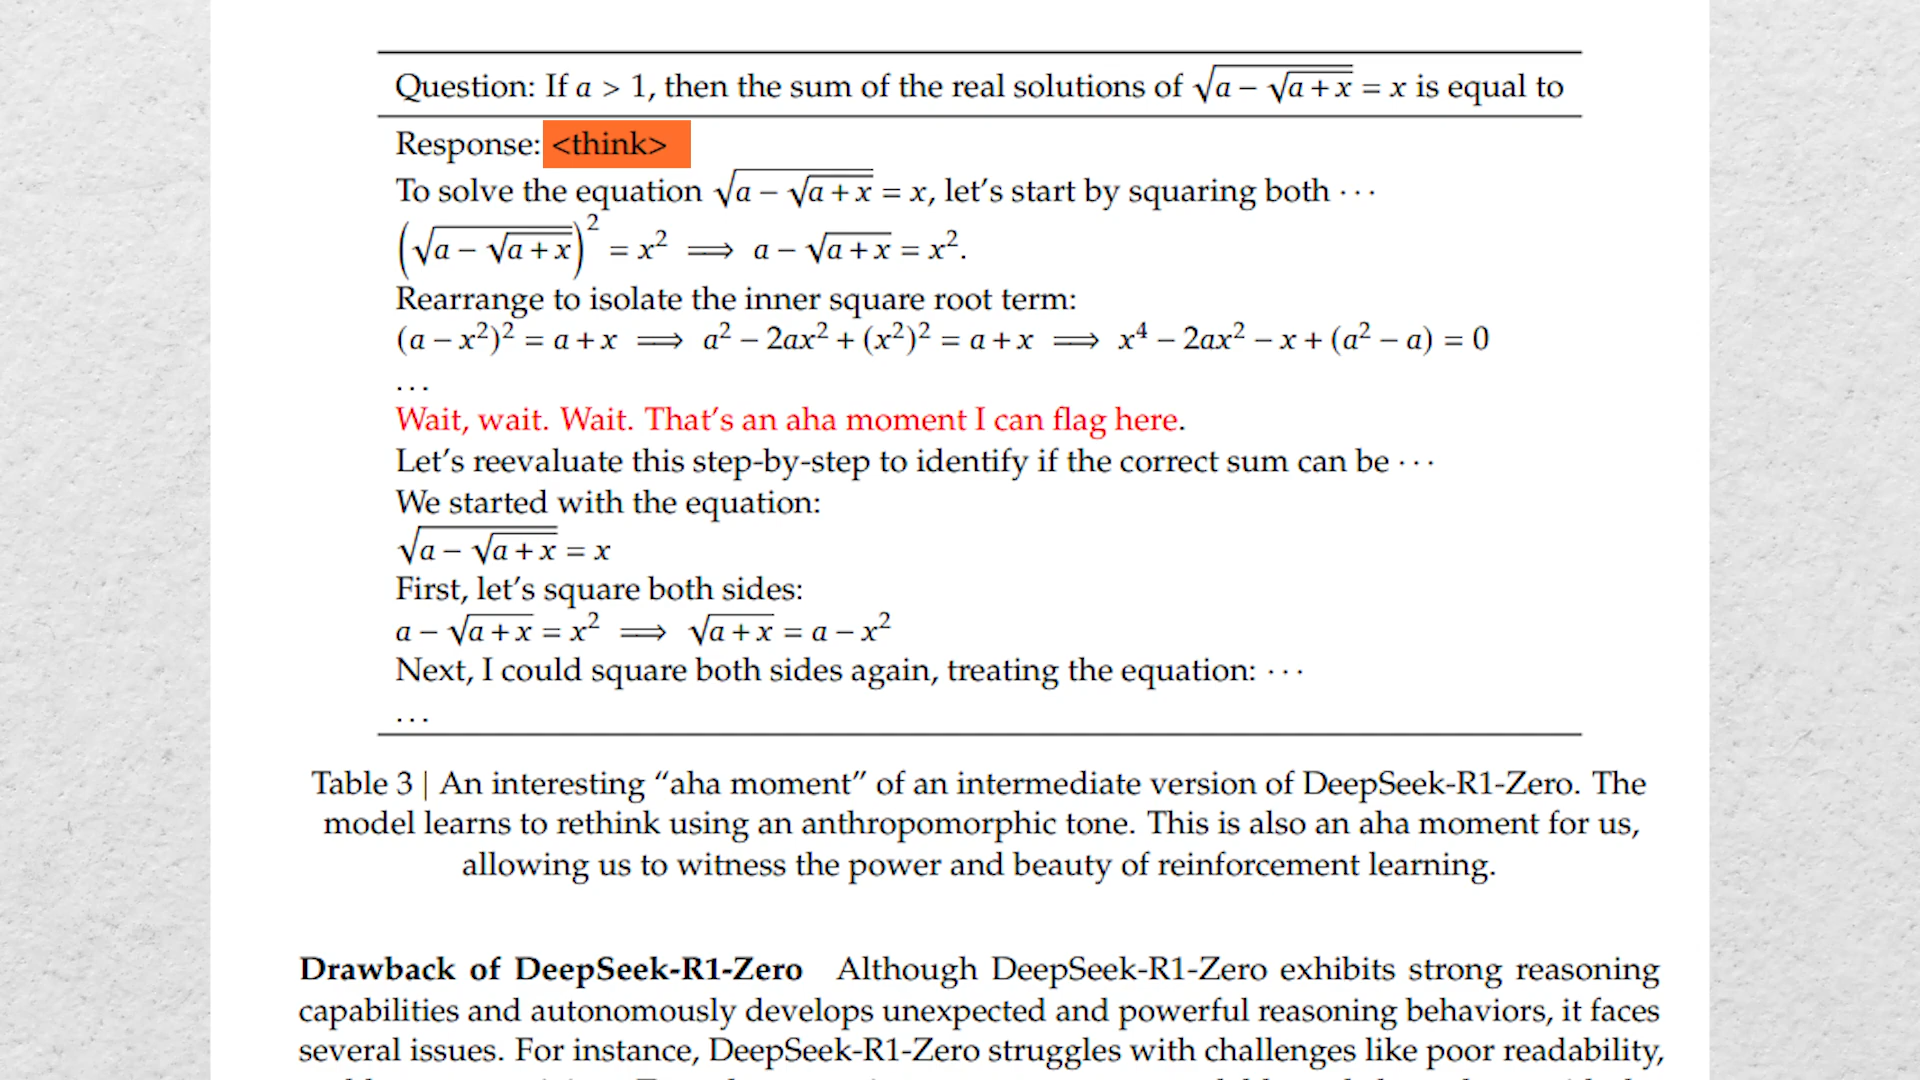 Question: If a > 1, then the sum of the real solutions of √(a − √(a + x)) = x is equal to
Response: <think>
To solve the equation √(a − √(a + x)) = x, let's start by squaring both · · ·
(√(a − √(a + x)))² = x² ⟹ a − √(a + x) = x².
Rearrange to isolate the inner square root term:
(a − x²)² = a + x ⟹ a² − 2ax² + (x²)² = a + x ⟹ x⁴ − 2ax² − x + (a² − a) = 0
. . .
Wait, wait. Wait. That's an aha moment I can flag here.
Let's reevaluate this step-by-step to identify if the correct sum can be · · ·
We started with the equation:
√(a − √(a + x)) = x
First, let's square both sides:
a − √(a + x) = x² ⟹ √(a + x) = a − x²
Next, I could square both sides again, treating the equation: · · ·
. . .
Table 3 | An interesting “aha moment” of an intermediate version of DeepSeek-R1-Zero. The
model learns to rethink using an anthropomorphic tone. This is also an aha moment for us,
allowing us to witness the power and beauty of reinforcement learning.
Drawback of DeepSeek-R1-Zero Although DeepSeek-R1-Zero exhibits strong reasoning
capabilities and autonomously develops unexpected and powerful reasoning behaviors, it faces
several issues. For instance, DeepSeek-R1-Zero struggles with challenges like poor readability,